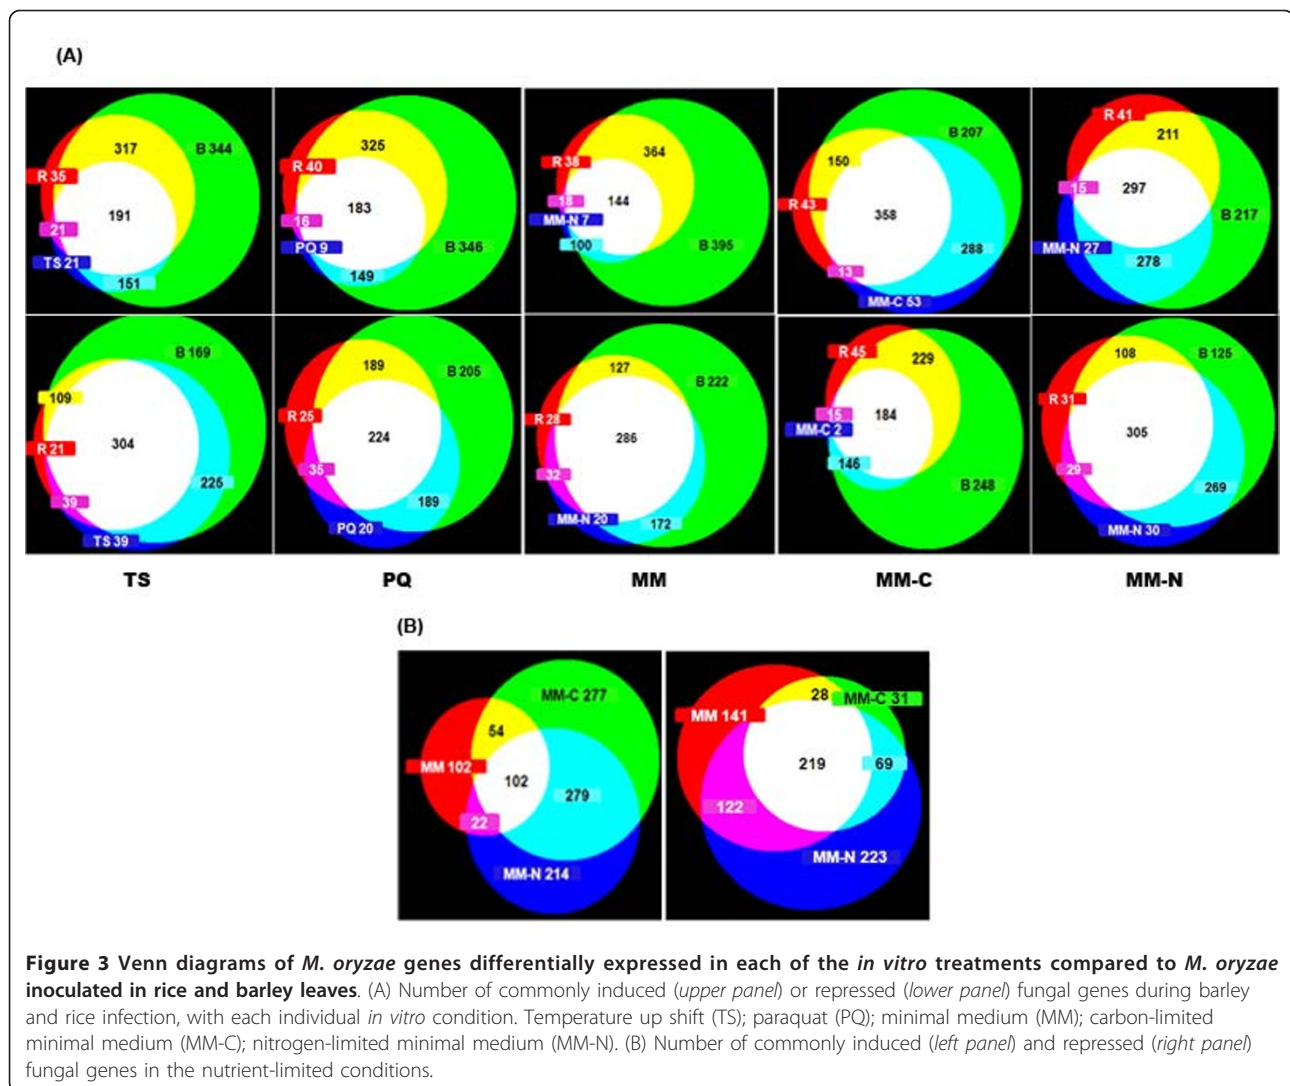 (A)
317
B 344
R 35
191
21
TS 21
151
325
R 40
183
16
PQ 9
B 346
149
364
R 38
18
144
MM-N 7
100
B 395
B 207
150
R 43
358
288
13
MM-C 53
R 41
211
15
297
B 217
MM-N 27
278
B 169
109
304
R 21
225
39
TS 39
189
B 205
R 25
224
35
189
PQ 20
127
B 222
R 28
286
32
MM-N 20
172
R 45
229
15
184
MM-C 2
146
B 248
108
B 125
R 31
305
29
269
MM-N 30
TS PQ MM MM-C MM-N
(B)
MM-C 277
54
MM 102
102
279
22
MM-N 214
28
MM-C 31
MM 141
219
69
122
MM-N 223
Figure 3 Venn diagrams of M. oryzae genes differentially expressed in each of the in vitro treatments compared to M. oryzae
inoculated in rice and barley leaves. (A) Number of commonly induced (upper panel) or repressed (lower panel) fungal genes during barley
and rice infection, with each individual in vitro condition. Temperature up shift (TS); paraquat (PQ); minimal medium (MM); carbon-limited
minimal medium (MM-C); nitrogen-limited minimal medium (MM-N). (B) Number of commonly induced (left panel) and repressed (right panel)
fungal genes in the nutrient-limited conditions.